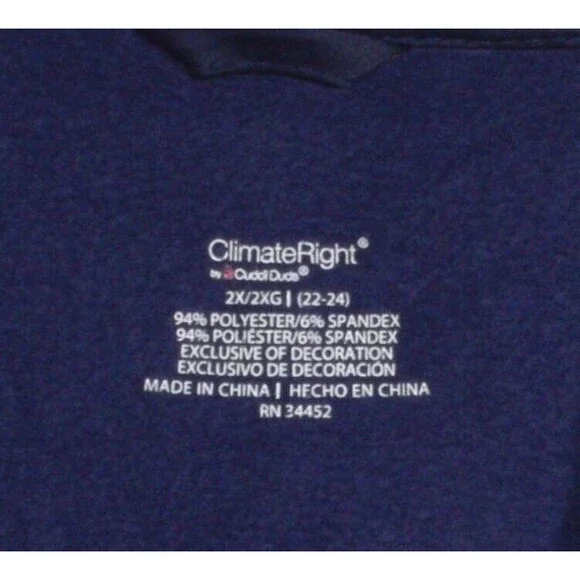 ClimateRight®
by Cuddl Duds®
2X/2XG | (22-24)
94% POLYESTER/6% SPANDEX
94% POLIÉSTER/6% SPANDEX
EXCLUSIVE OF DECORATION
EXCLUSIVO DE DECORACIÓN
MADE IN CHINA | HECHO EN CHINA
RN 34452